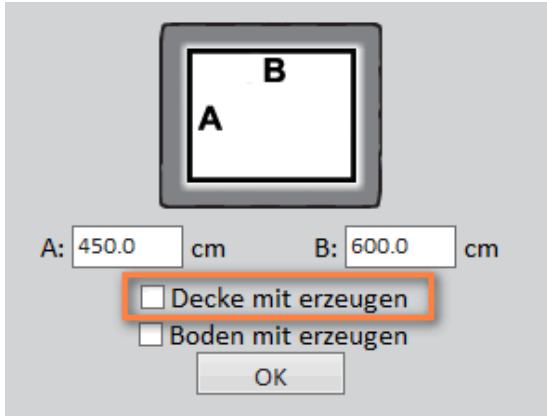 B
A
A: 450.0 cm B: 600.0 cm
Decke mit erzeugen
Boden mit erzeugen
OK